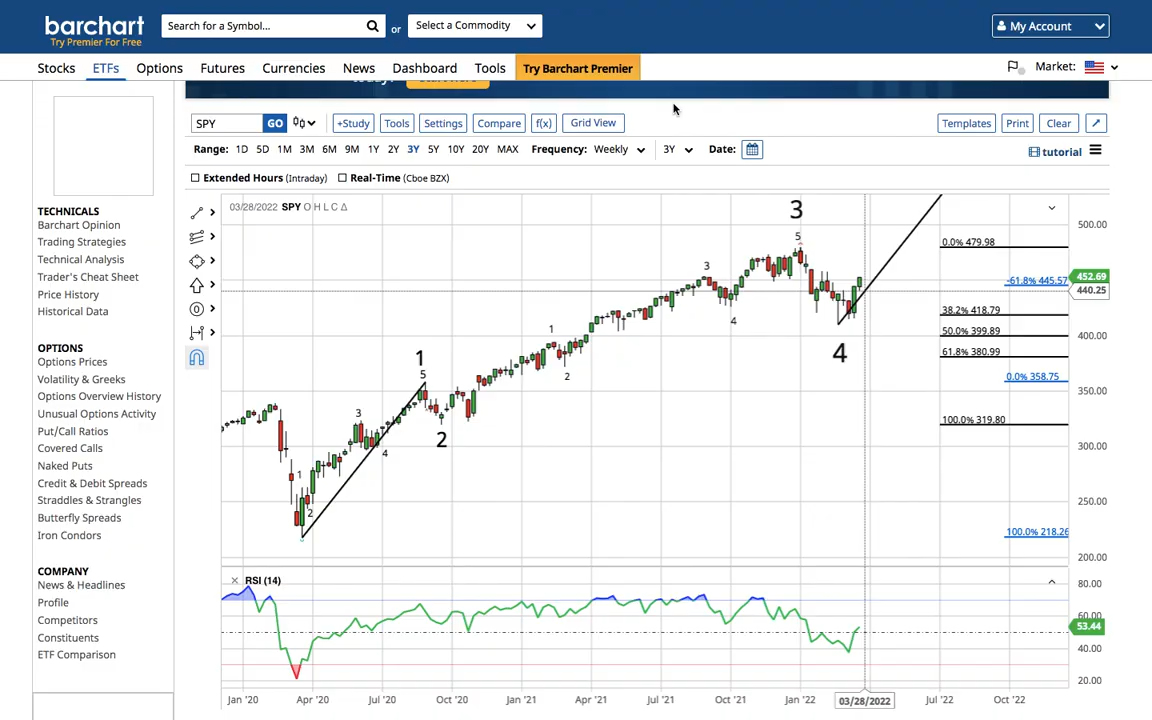 barchart
Try Premier For Free
Search for a Symbol...
or
Select a Commodity
My Account
Stocks ETFs Options Futures Currencies News Dashboard Tools Try Barchart Premier
Market:
TECHNICALS
Barchart Opinion
Trading Strategies
Technical Analysis
Trader's Cheat Sheet
Price History
Historical Data
OPTIONS
Options Prices
Volatility & Greeks
Options Overview History
Unusual Options Activity
Put/Call Ratios
Covered Calls
Naked Puts
Credit & Debit Spreads
Straddles & Strangles
Butterfly Spreads
Iron Condors
COMPANY
News & Headlines
Profile
Competitors
Constituents
ETF Comparison
SPY GO +Study Tools Settings Compare f(x) Grid View Templates Print Clear
Range: 1D 5D 1M 3M 6M 9M 1Y 2Y 3Y 5Y 10Y 20Y MAX Frequency: Weekly 3Y Date: tutorial
Extended Hours (Intraday) Real-Time (Cboe BZX)
03/28/2022 SPY O H L C Δ
3
5
3
4
4
1
5
2
1
2
3
4
1
2
0.0% 479.98
-61.8% 445.57
38.2% 418.79
50.0% 399.89
61.8% 380.99
0.0% 358.75
100.0% 319.80
100.0% 218.26
500.00
452.69
440.25
400.00
350.00
300.00
250.00
200.00
RSI (14)
80.00
60.00
53.44
40.00
20.00
Jan '20 Apr '20 Jul '20 Oct '20 Jan '21 Apr '21 Jul '21 Oct '21 Jan '22 03/28/2022 Jul '22 Oct '22